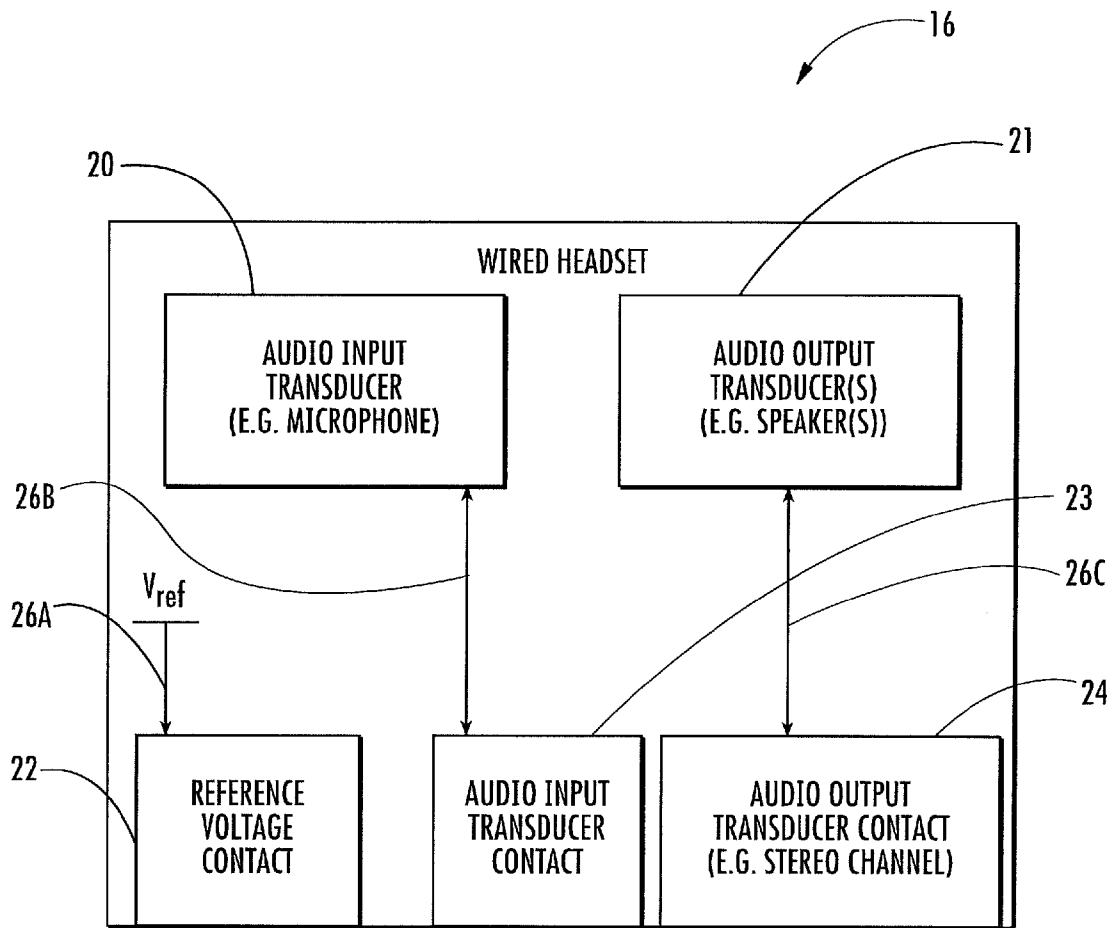 16
20
21
WIRED HEADSET
AUDIO INPUT
TRANSDUCER
(E.G. MICROPHONE)
AUDIO OUTPUT
TRANSDUCER(S)
(E.G. SPEAKER(S))
26B
23
26C
Vref
26A
24
22
REFERENCE
VOLTAGE
CONTACT
AUDIO INPUT
TRANSDUCER
CONTACT
AUDIO OUTPUT
TRANSDUCER CONTACT
(E.G. STEREO CHANNEL)